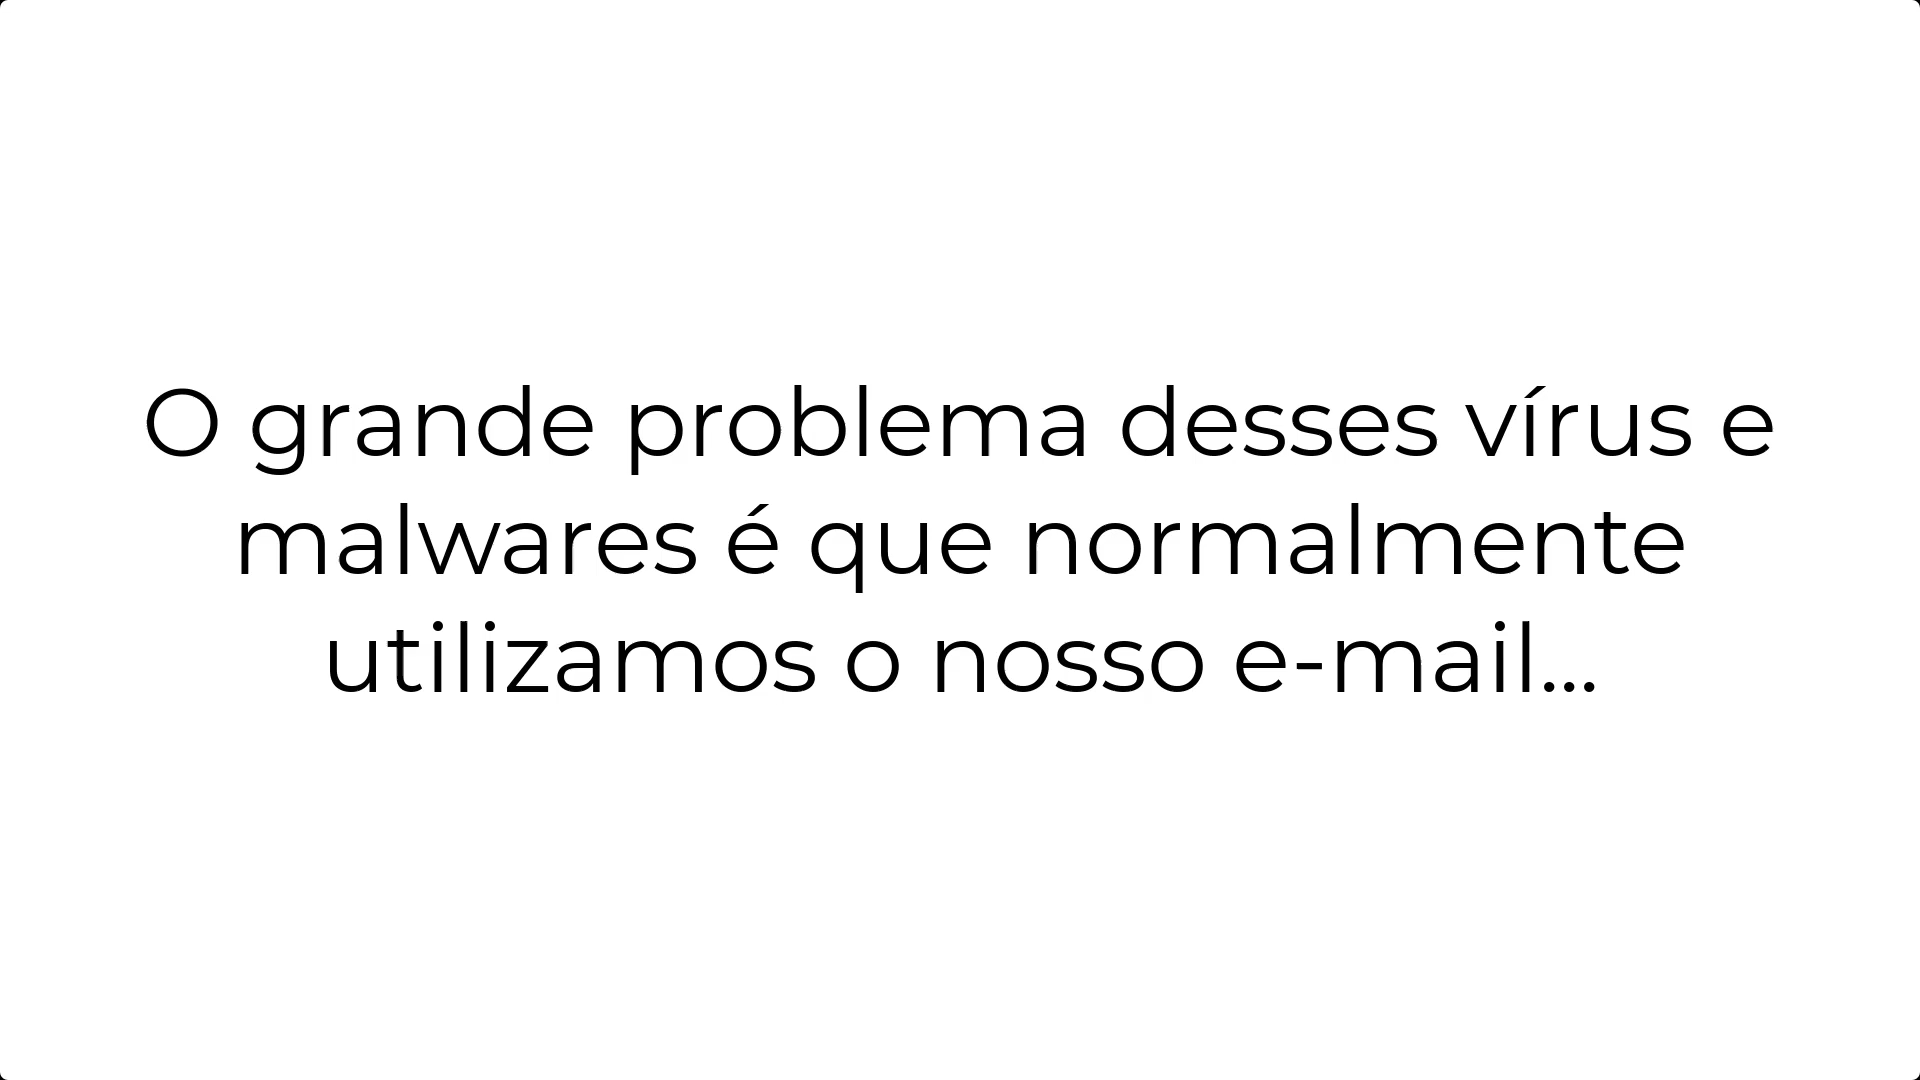 O grande problema desses vírus e
malwares é que normalmente
utilizamos o nosso e-mail...